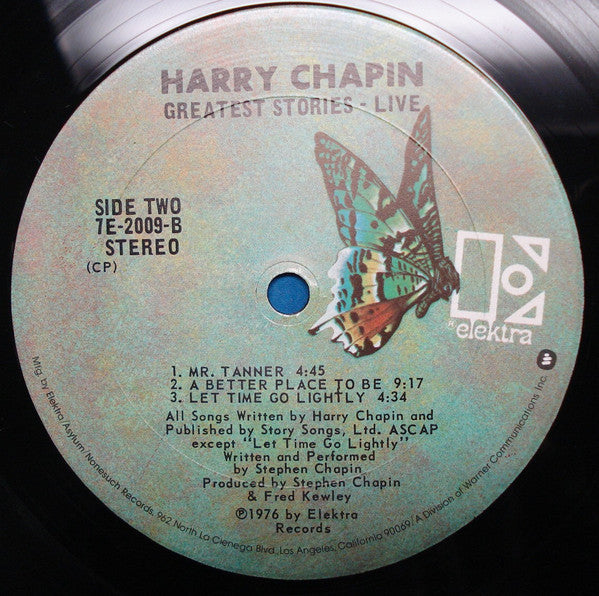 HARRY CHAPIN
GREATEST STORIES - LIVE
SIDE TWO
7E-2009-B
STEREO
(CP)
elektra
1. MR. TANNER 4:45
2. A BETTER PLACE TO BE 9:17
3. LET TIME GO LIGHTLY 4:34
All Songs Written by Harry Chapin and
Published by Story Songs, Ltd. ASCAP
except "Let Time Go Lightly"
Written and Performed
by Stephen Chapin
Produced by Stephen Chapin
& Fred Kewley
℗1976 by Elektra
Records
Mfg. by Elektra/Asylum/Nonesuch Records, 962 North La Cienega Blvd., Los Angeles, California 90069/A Division of Warner Communications Inc.